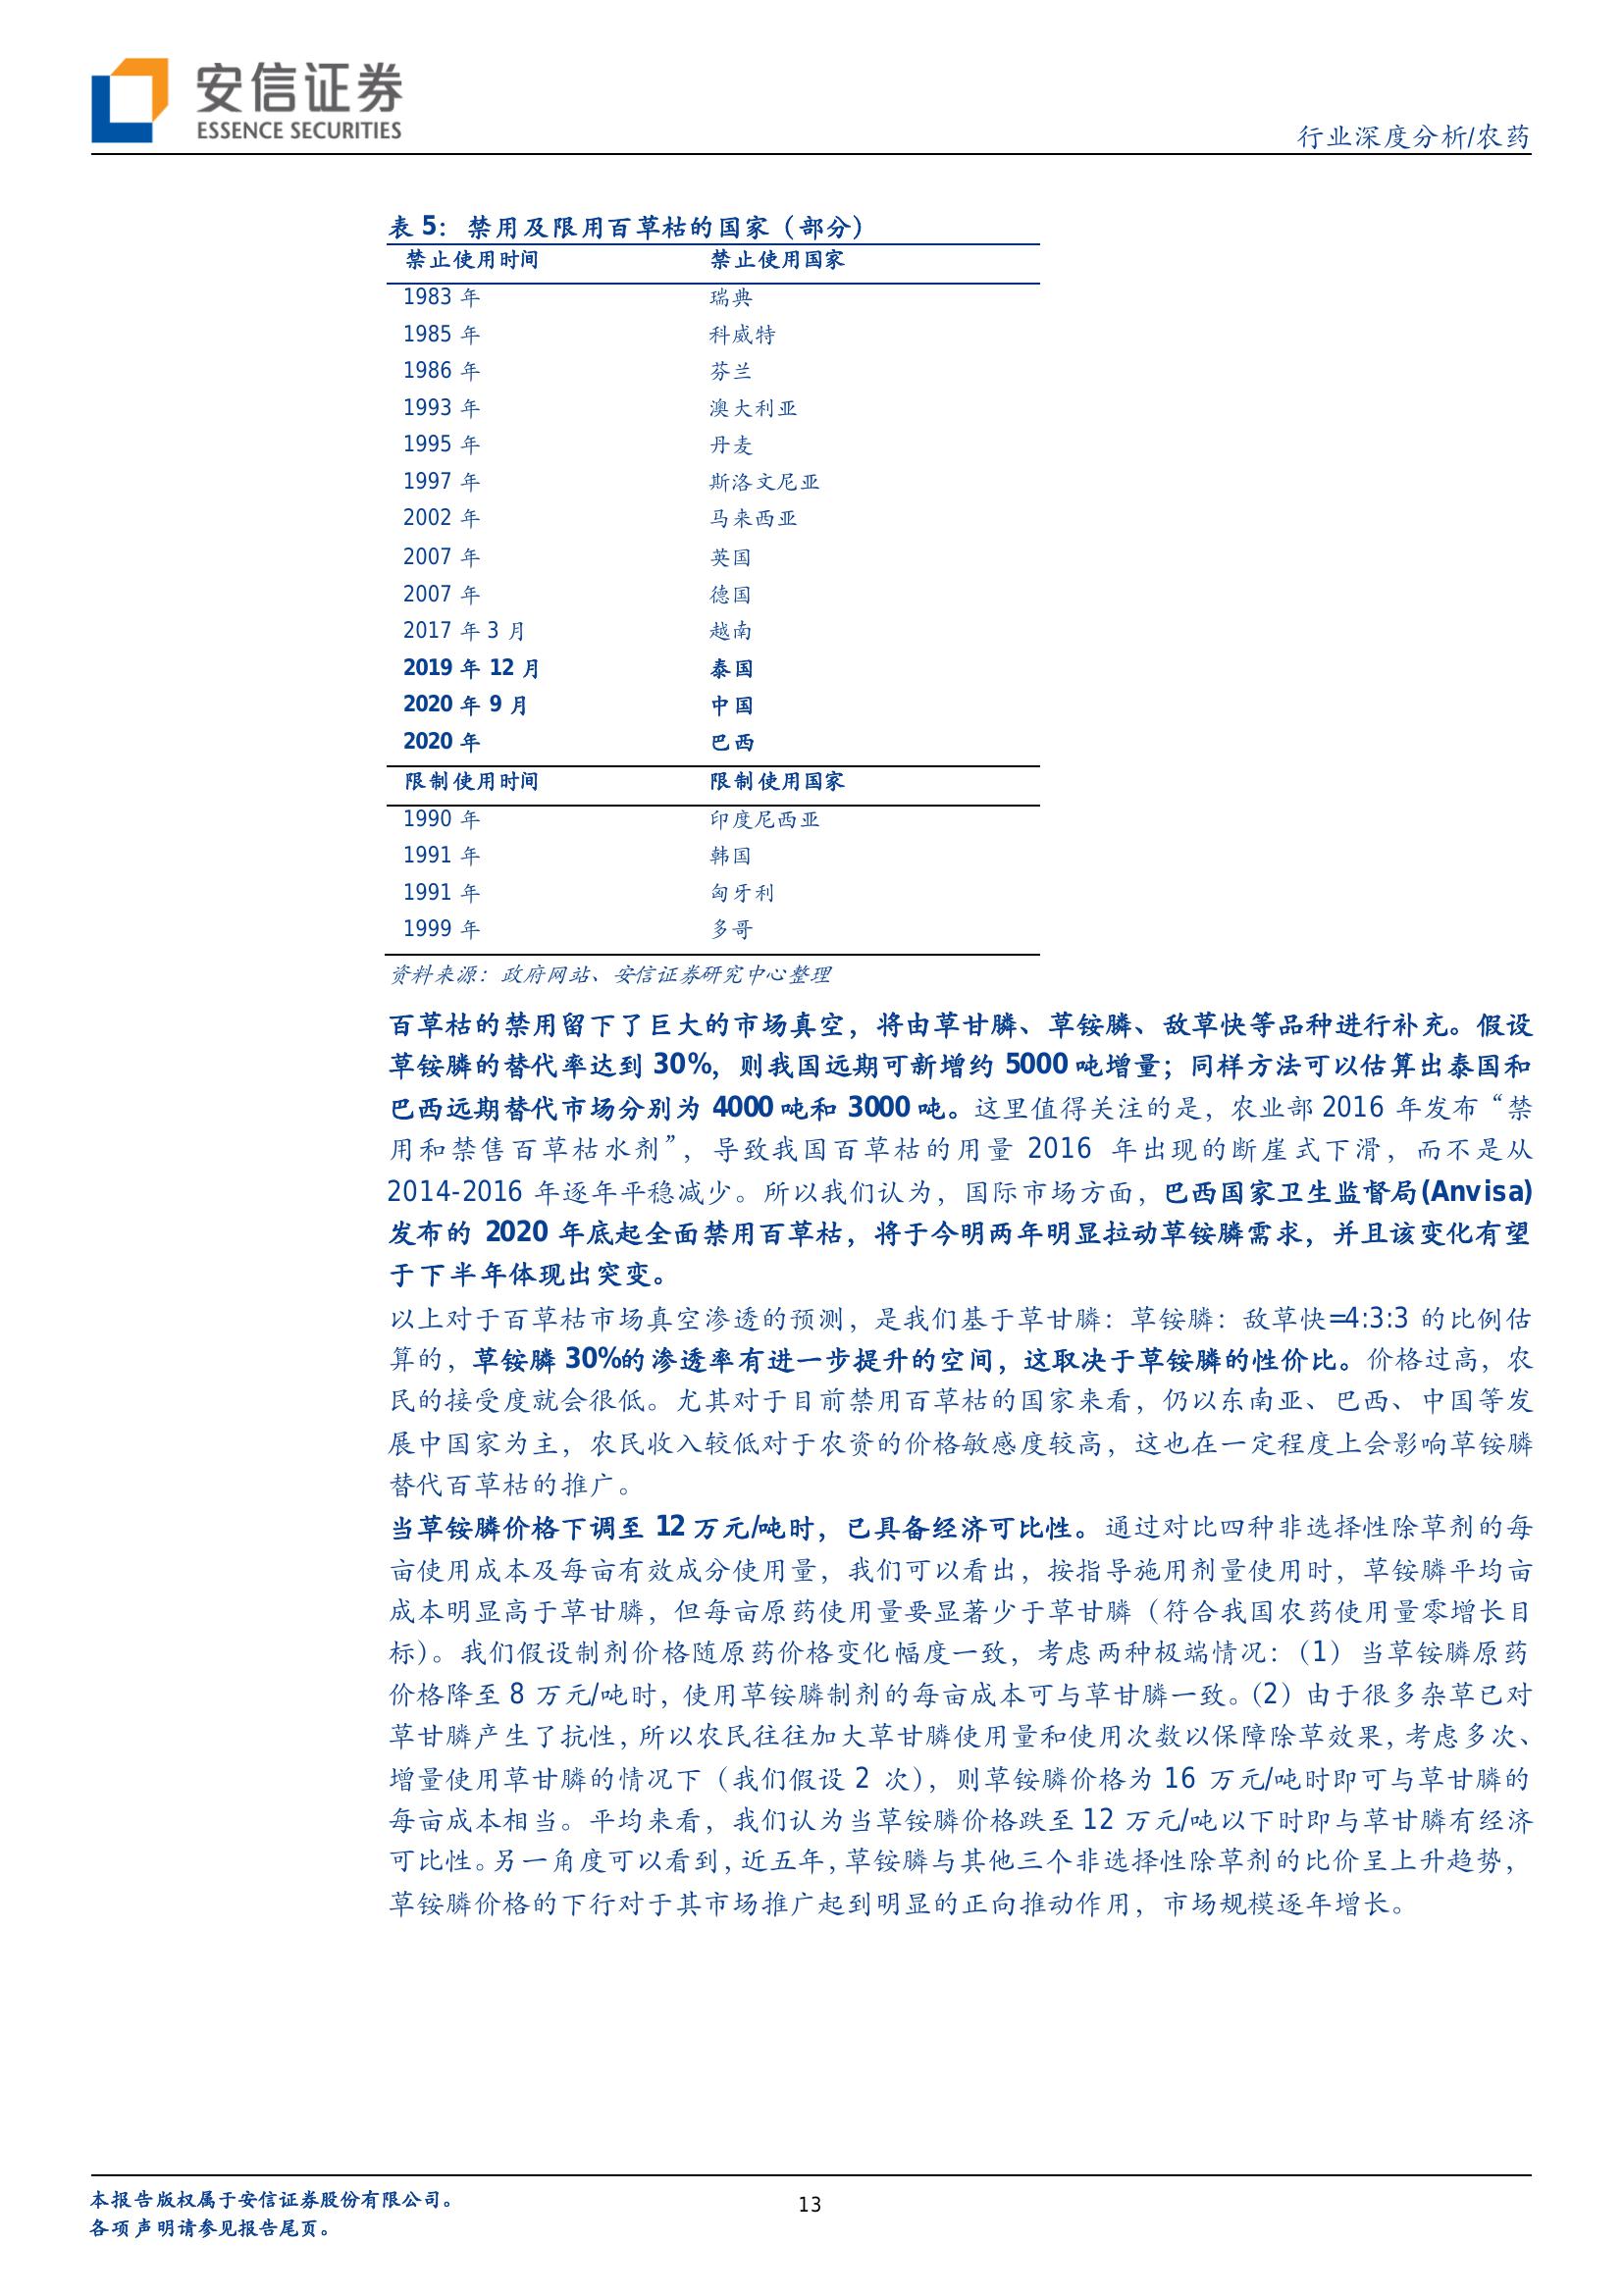 安信证券
ESSENCE SECURITIES
行业深度分析/农药
表 5：禁用及限用百草枯的国家（部分）
禁止使用时间 禁止使用国家
1983 年 瑞典
1985 年 科威特
1986 年 芬兰
1993 年 澳大利亚
1995 年 丹麦
1997 年 斯洛文尼亚
2002 年 马来西亚
2007 年 英国
2007 年 德国
2017 年 3 月 越南
2019 年 12 月 泰国
2020 年 9 月 中国
2020 年 巴西
限制使用时间 限制使用国家
1990 年 印度尼西亚
1991 年 韩国
1991 年 匈牙利
1999 年 多哥
资料来源：政府网站、安信证券研究中心整理
百草枯的禁用留下了巨大的市场真空，将由草甘膦、草铵膦、敌草快等品种进行补充。假设
草铵膦的替代率达到 30%，则我国远期可新增约 5000 吨增量；同样方法可以估算出泰国和
巴西远期替代市场分别为 4000 吨和 3000 吨。这里值得关注的是，农业部 2016 年发布“禁
用和禁售百草枯水剂”，导致我国百草枯的用量 2016 年出现的断崖式下滑，而不是从
2014-2016 年逐年平稳减少。所以我们认为，国际市场方面，巴西国家卫生监督局(Anvisa)
发布的 2020 年底起全面禁用百草枯，将于今明两年明显拉动草铵膦需求，并且该变化有望
于下半年体现出突变。
以上对于百草枯市场真空渗透的预测，是我们基于草甘膦：草铵膦：敌草快=4:3:3 的比例估
算的，草铵膦 30%的渗透率有进一步提升的空间，这取决于草铵膦的性价比。价格过高，农
民的接受度就会很低。尤其对于目前禁用百草枯的国家来看，仍以东南亚、巴西、中国等发
展中国家为主，农民收入较低对于农资的价格敏感度较高，这也在一定程度上会影响草铵膦
替代百草枯的推广。
当草铵膦价格下调至 12 万元/吨时，已具备经济可比性。通过对比四种非选择性除草剂的每
亩使用成本及每亩有效成分使用量，我们可以看出，按指导施用剂量使用时，草铵膦平均亩
成本明显高于草甘膦，但每亩原药使用量要显著少于草甘膦（符合我国农药使用量零增长目
标）。我们假设制剂价格随原药价格变化幅度一致，考虑两种极端情况：（1）当草铵膦原药
价格降至 8 万元/吨时，使用草铵膦制剂的每亩成本可与草甘膦一致。（2）由于很多杂草已对
草甘膦产生了抗性，所以农民往往加大草甘膦使用量和使用次数以保障除草效果，考虑多次、
增量使用草甘膦的情况下（我们假设 2 次），则草铵膦价格为 16 万元/吨时即可与草甘膦的
每亩成本相当。平均来看，我们认为当草铵膦价格跌至 12 万元/吨以下时即与草甘膦有经济
可比性。另一角度可以看到，近五年，草铵膦与其他三个非选择性除草剂的比价呈上升趋势，
草铵膦价格的下行对于其市场推广起到明显的正向推动作用，市场规模逐年增长。
本报告版权属于安信证券股份有限公司。
各项声明请参见报告尾页。
13